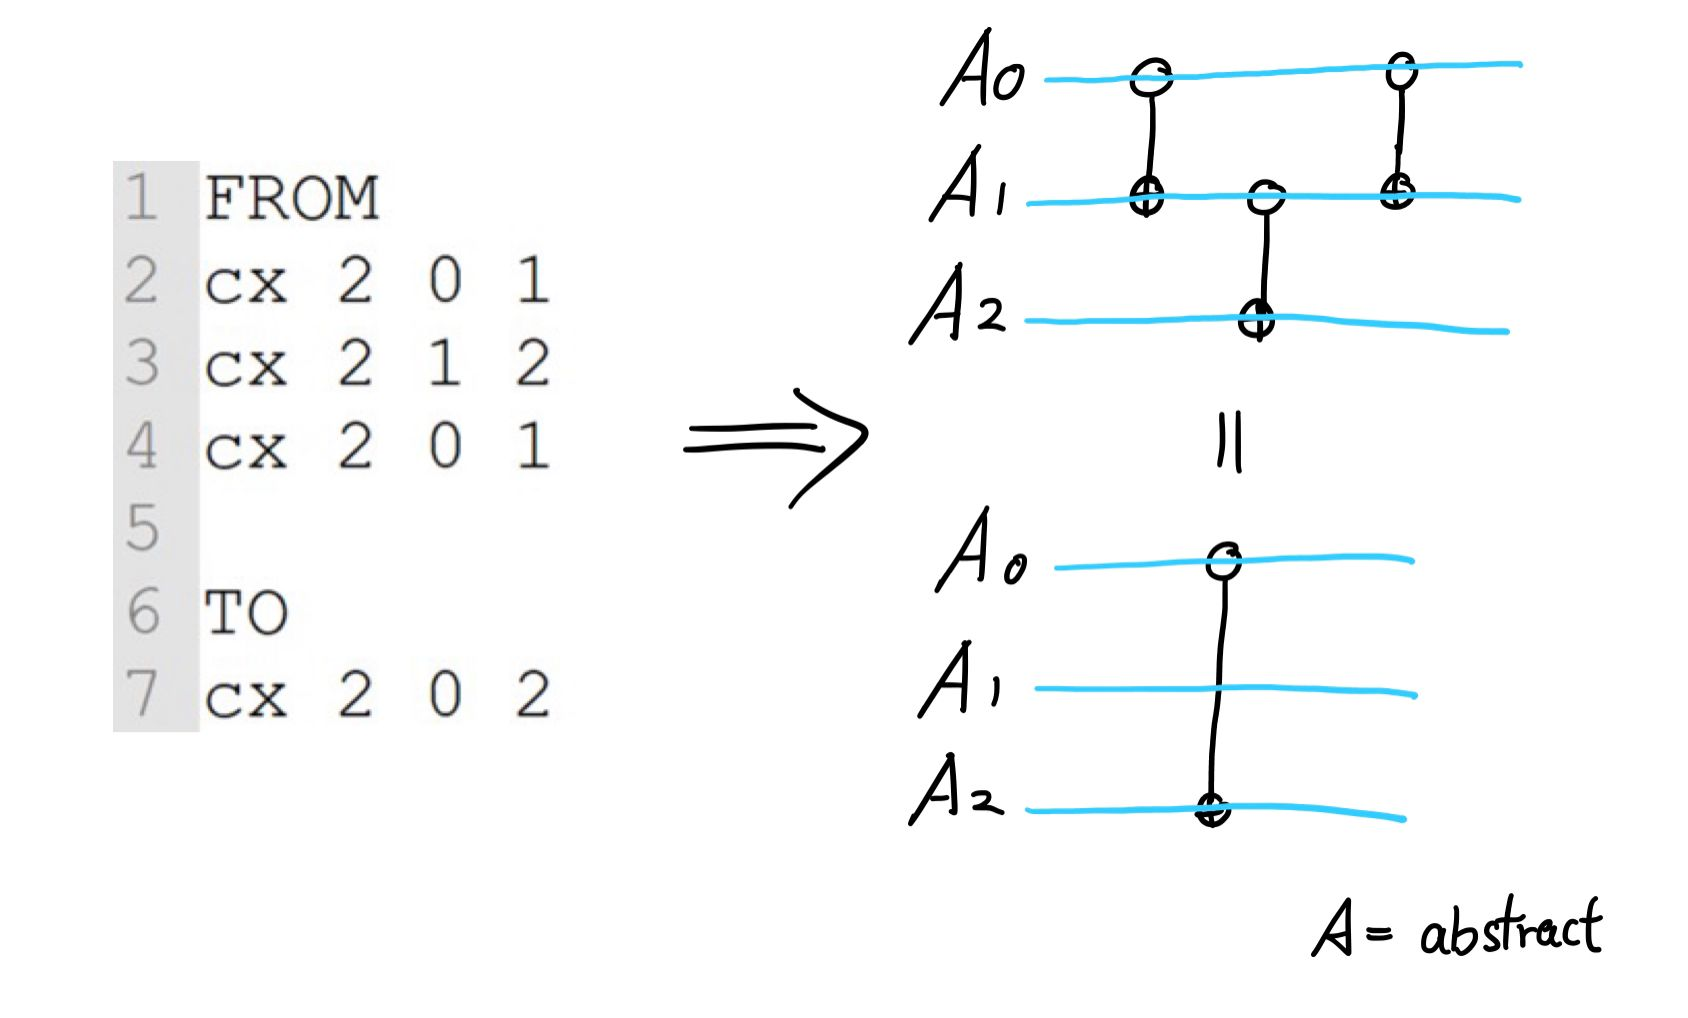 1 FROM
2 cx 2 0 1
3 cx 2 1 2
4 cx 2 0 1
5
6 TO
7 cx 2 0 2
A0
A1
A2
=
A0
A1
A2
A = abstract